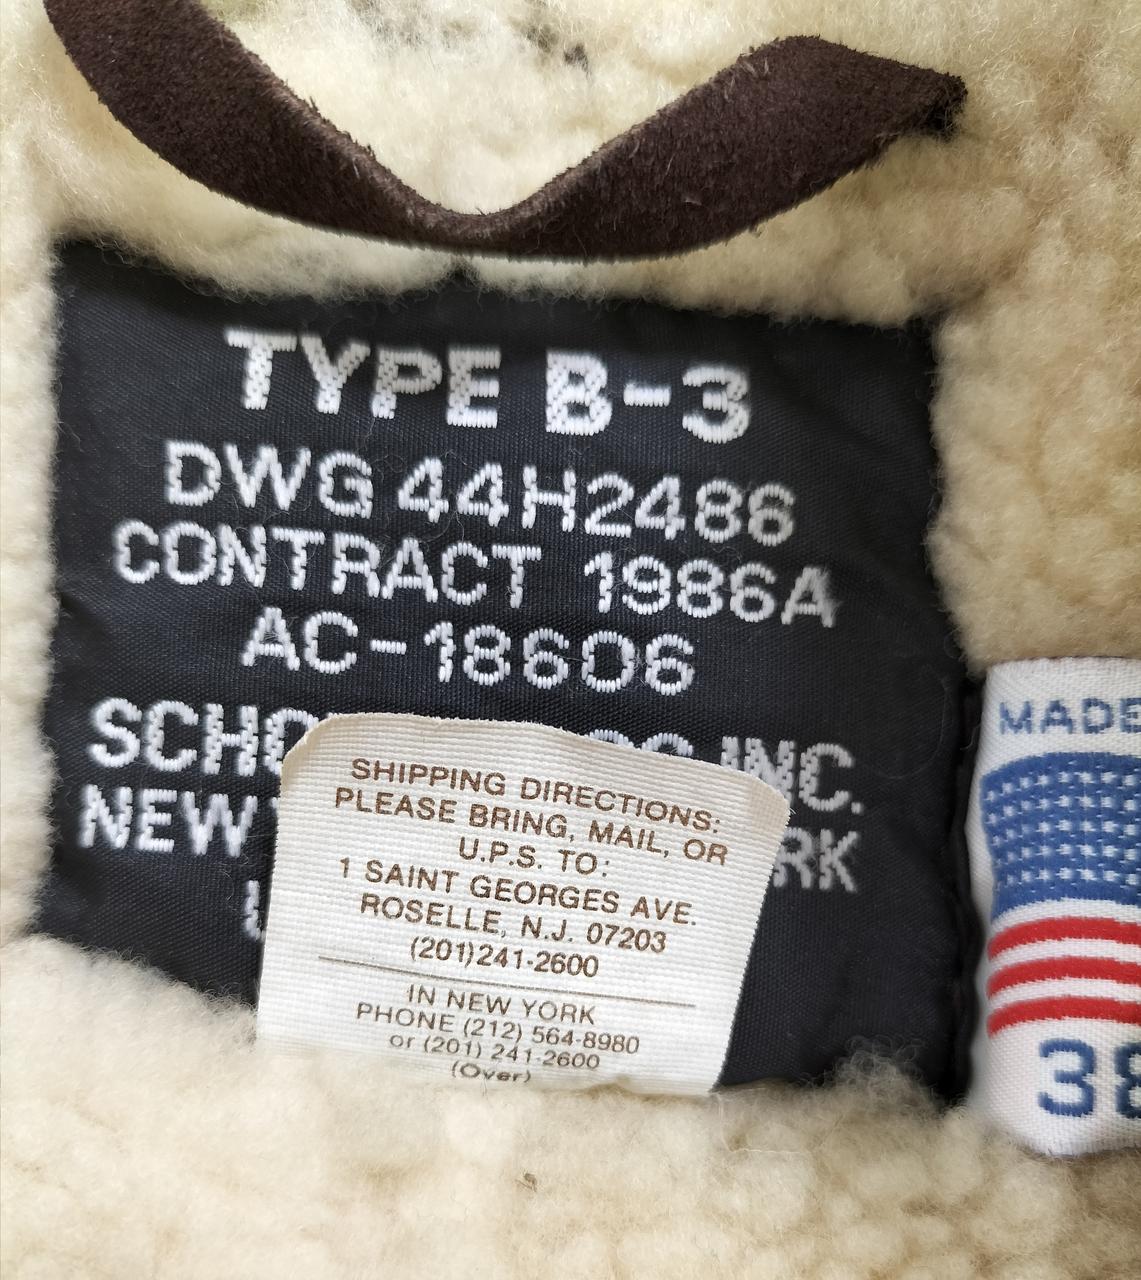 TYPE B-3
DWG 44H2486
CONTRACT 1986A
AC-18606
INC.
NEW
SHIPPING DIRECTIONS:
PLEASE BRING, MAIL, OR
U.P.S. TO:
1 SAINT GEORGES AVE.
ROSELLE, N.J. 07203
(201)241-2600
IN NEW YORK
PHONE (212) 564-8980
or (201) 241-2600
(Over)
MADE
38